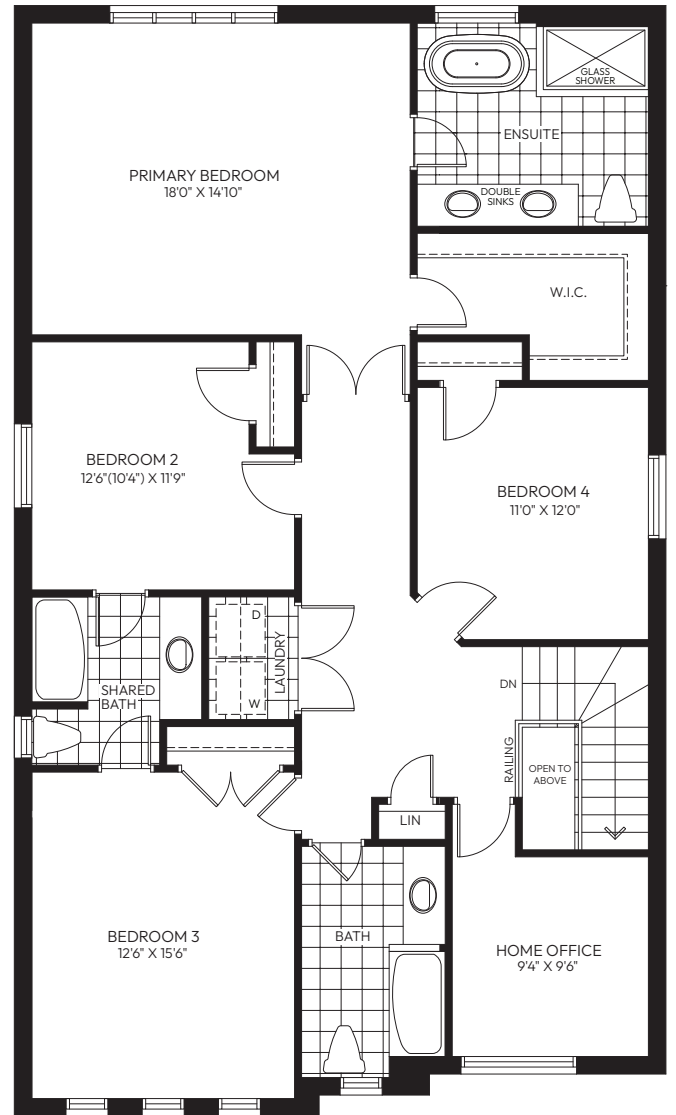 GLASS
SHOWER
ENSUITE
PRIMARY BEDROOM
18'0" X 14'10"
DOUBLE
SINKS
W.I.C.
BEDROOM 2
12'6"(10'4") X 11'9"
BEDROOM 4
11'0" X 12'0"
D
LAUNDRY
W
SHARED
BATH
DN
RAILING
OPEN TO
ABOVE
LIN
BEDROOM 3
12'6" X 15'6"
BATH
HOME OFFICE
9'4" X 9'6"